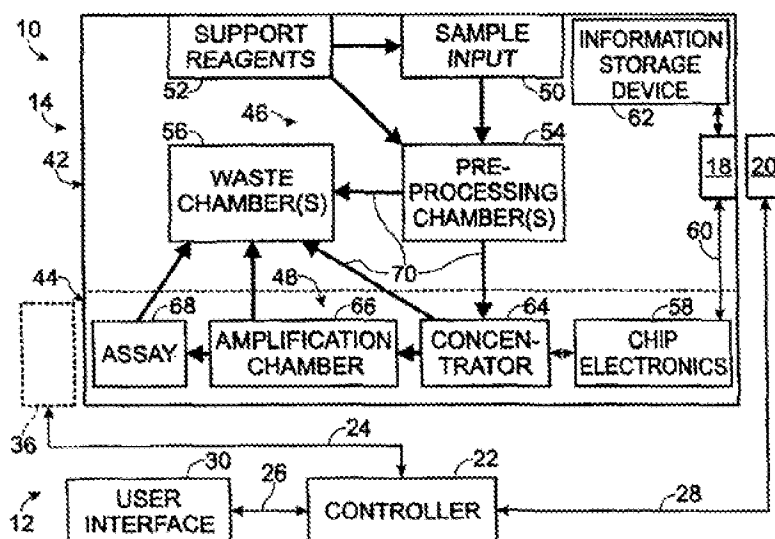 10
14
42
44
36
12
SUPPORT
REAGENTS
52
SAMPLE
INPUT
50
INFORMATION
STORAGE
DEVICE
62
46
56
WASTE
CHAMBER(S)
54
PRE-
PROCESSING
CHAMBER(S)
18
20
60
70
48
68
ASSAY
66
AMPLIFICATION
CHAMBER
64
CONCEN-
TRATOR
58
CHIP
ELECTRONICS
24
30
USER
INTERFACE
26
22
CONTROLLER
28